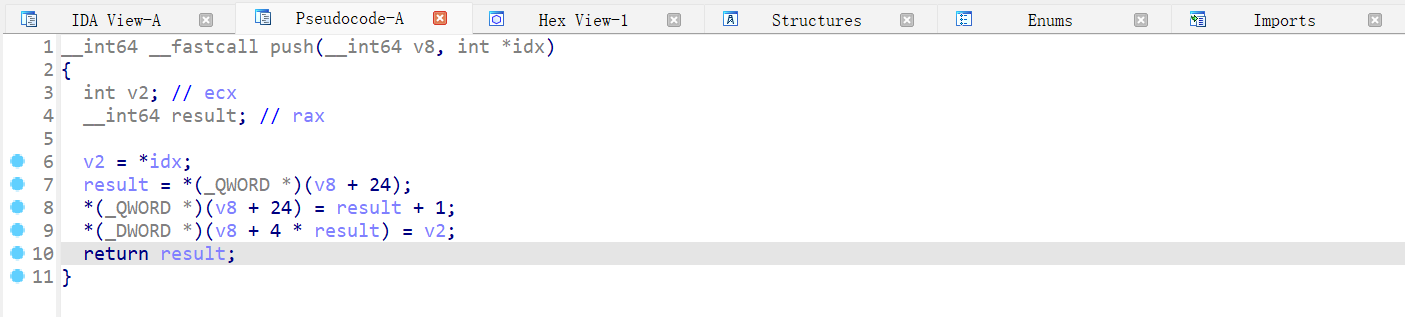 IDA View-A Pseudocode-A Hex View-1 Structures Enums Imports
1 __int64 __fastcall push(__int64 v8, int *idx)
2 {
3   int v2; // ecx
4   __int64 result; // rax
5
6   v2 = *idx;
7   result = *(_QWORD *)(v8 + 24);
8   *(_QWORD *)(v8 + 24) = result + 1;
9   *(_DWORD *)(v8 + 4 * result) = v2;
10   return result;
11 }